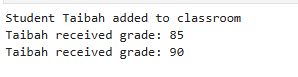 Student Taibah added to classroom
Taibah received grade: 85
Taibah received grade: 90